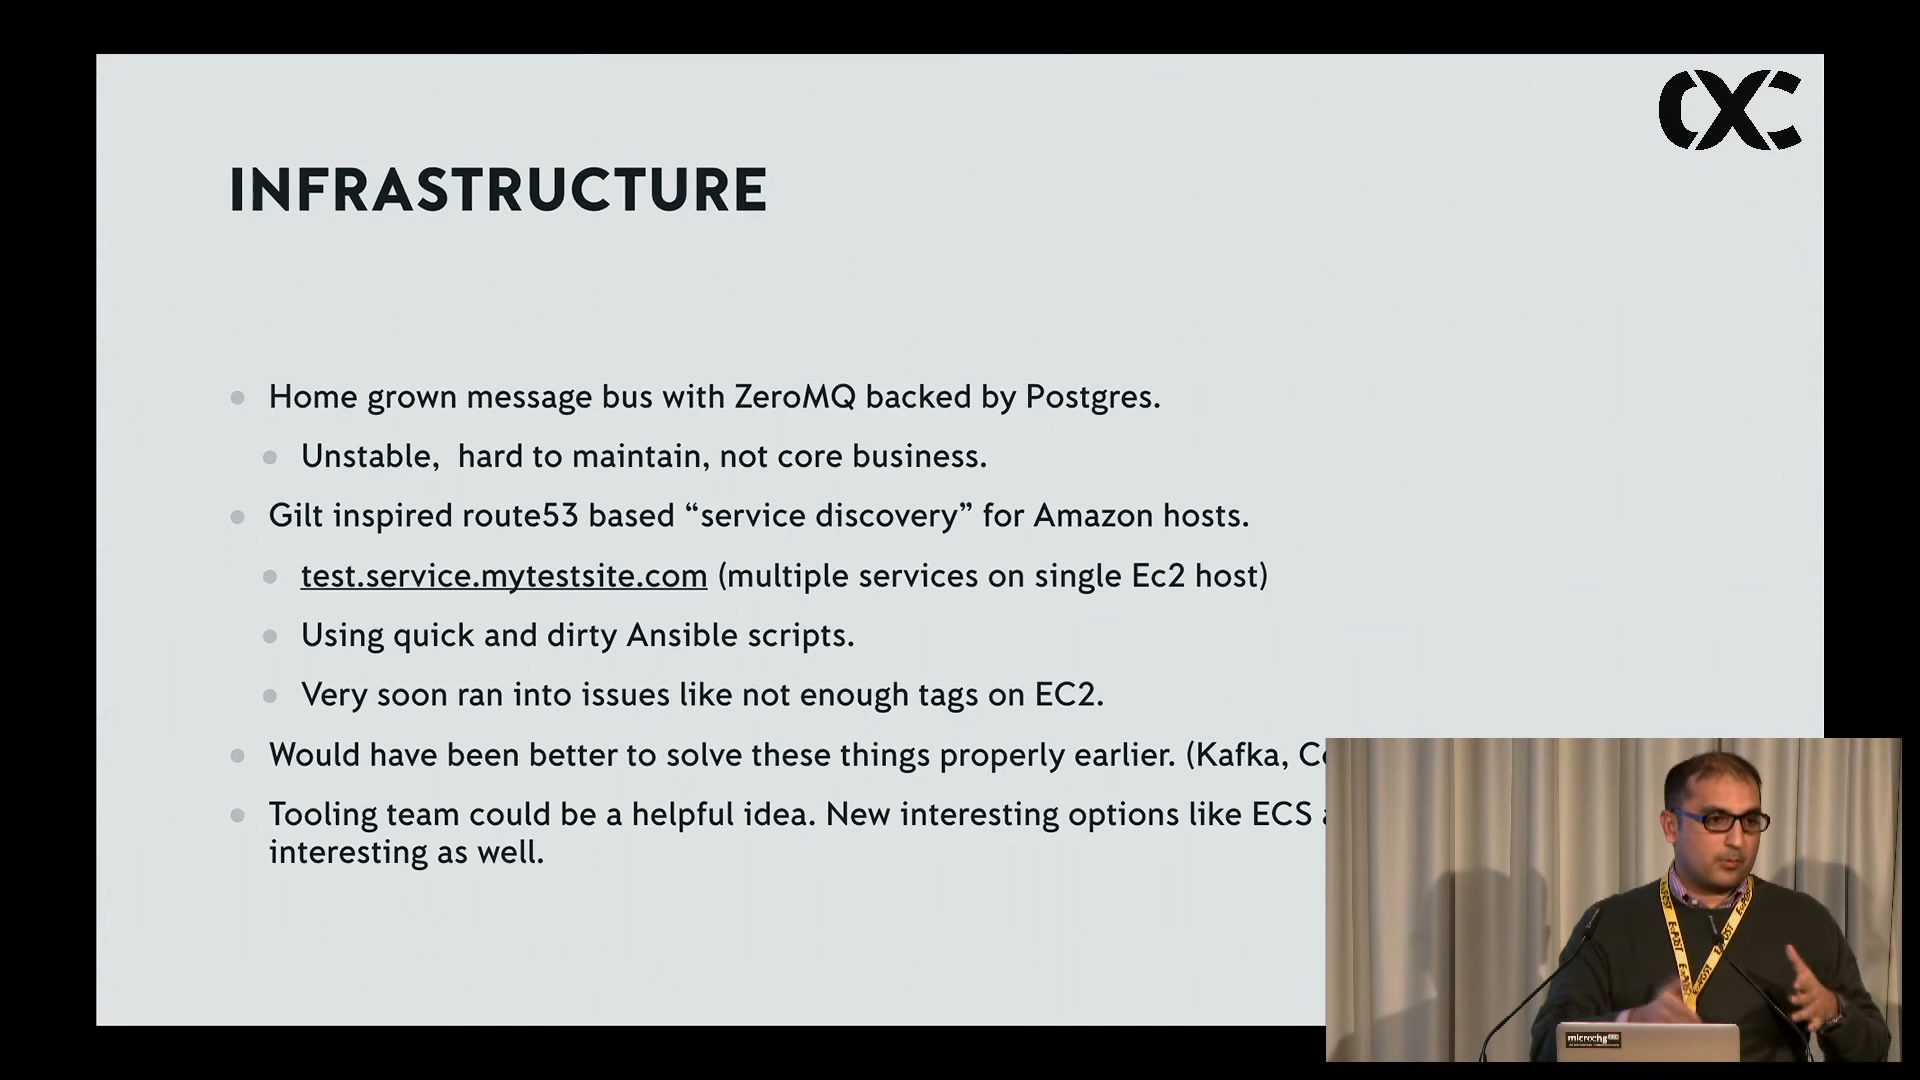 INFRASTRUCTURE
Home grown message bus with ZeroMQ backed by Postgres.
Unstable,  hard to maintain, not core business.
Gilt inspired route53 based “service discovery” for Amazon hosts.
test.service.mytestsite.com (multiple services on single Ec2 host)
Using quick and dirty Ansible scripts.
Very soon ran into issues like not enough tags on EC2.
Would have been better to solve these things properly earlier. (Kafka,
Tooling team could be a helpful idea. New interesting options like ECS
interesting as well.
E-POST
E-POST
E-POST
microxchg